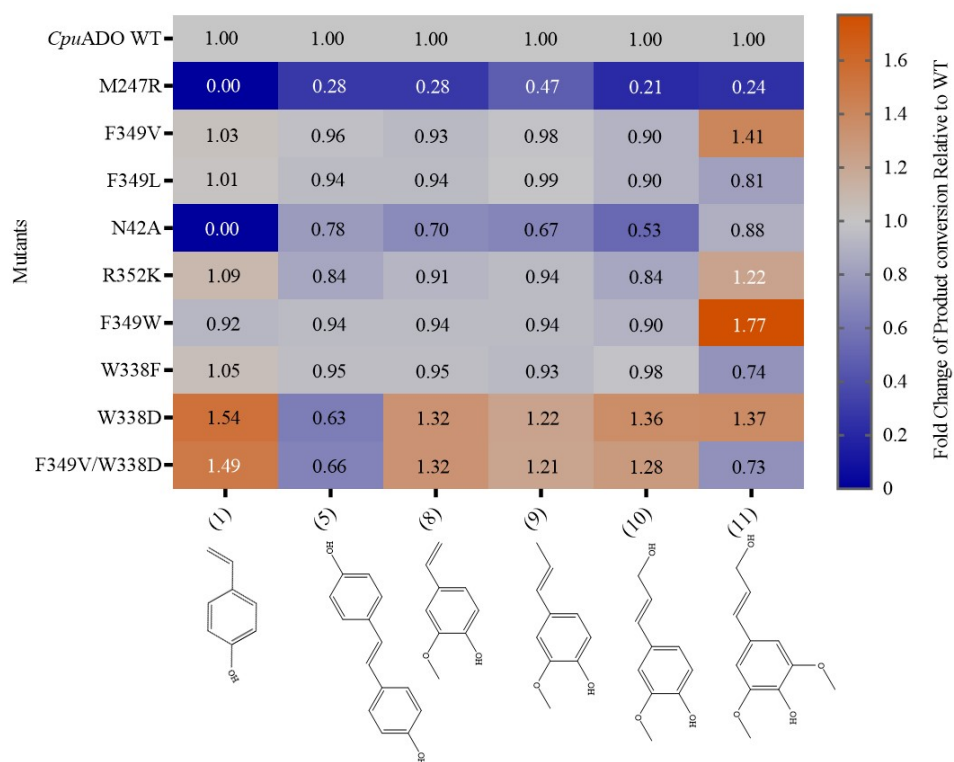 CpuADO WT 1.00 1.00 1.00 1.00 1.00 1.00
M247R 0.00 0.28 0.28 0.47 0.21 0.24
F349V 1.03 0.96 0.93 0.98 0.90 1.41
F349L 1.01 0.94 0.94 0.99 0.90 0.81
N42A 0.00 0.78 0.70 0.67 0.53 0.88
R352K 1.09 0.84 0.91 0.94 0.84 1.22
F349W 0.92 0.94 0.94 0.94 0.90 1.77
W338F 1.05 0.95 0.95 0.93 0.98 0.74
W338D 1.54 0.63 1.32 1.22 1.36 1.37
F349V/W338D 1.49 0.66 1.32 1.21 1.28 0.73
Mutants
(1) (5) (8) (9) (10) (11)
1.6
1.4
1.2
1.0
0.8
0.6
0.4
0.2
0
Fold Change of Product conversion Relative to WT
OH
OH
OH
O
OH
O
OH
OH
O
OH
OH
O
O
OH